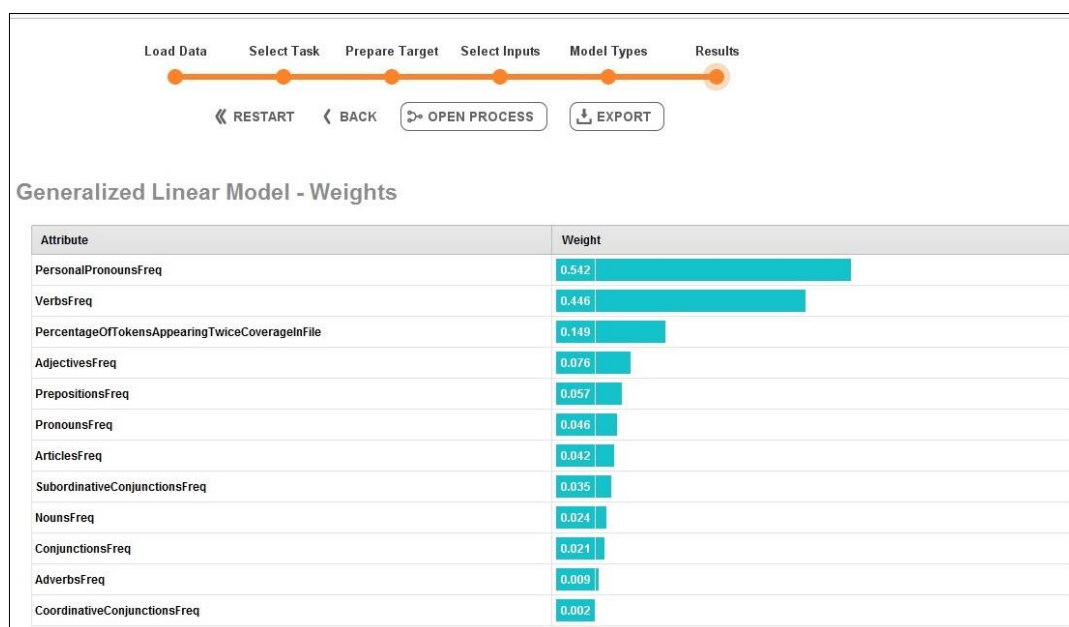 Load Data Select Task Prepare Target Select Inputs Model Types Results
RESTART BACK OPEN PROCESS EXPORT
Generalized Linear Model - Weights
Attribute Weight
PersonalPronounsFreq 0.542
VerbsFreq 0.446
PercentageOfTokensAppearingTwiceCoverageInFile 0.149
AdjectivesFreq 0.076
PrepositionsFreq 0.057
PronounsFreq 0.046
ArticlesFreq 0.042
SubordinativeConjunctionsFreq 0.035
NounsFreq 0.024
ConjunctionsFreq 0.021
AdverbsFreq 0.009
CoordinativeConjunctionsFreq 0.002